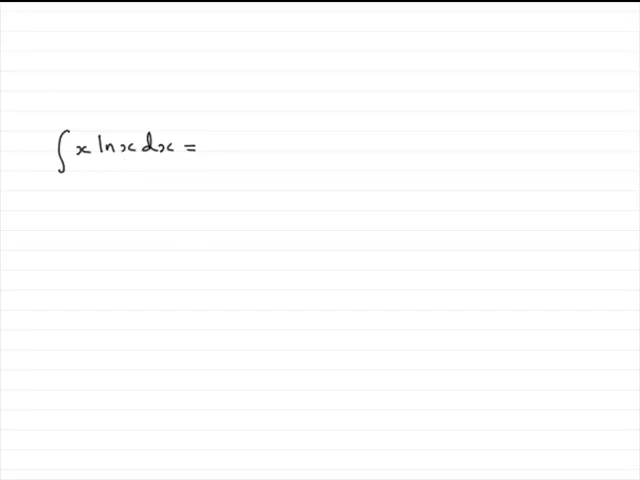 ∫ x ln x dx =